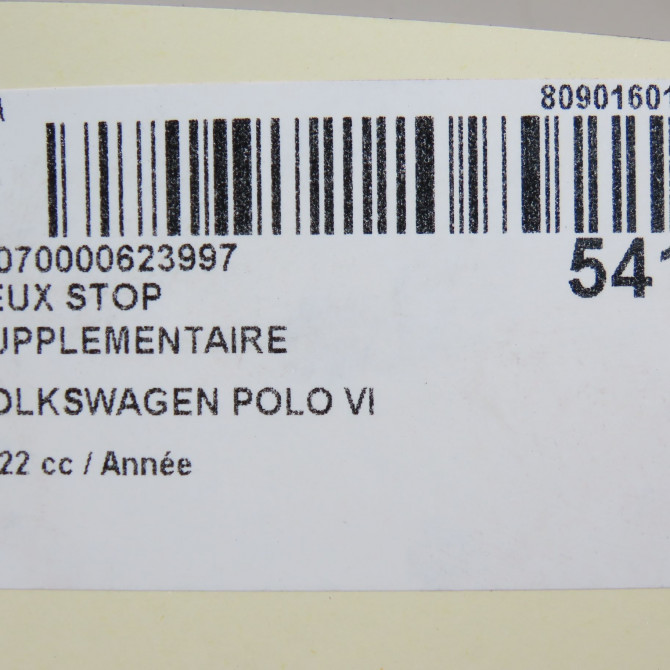 80901601
070000623997
541
EUX STOP
UPPLEMENTAIRE
OLKSWAGEN POLO VI
22 cc / Année